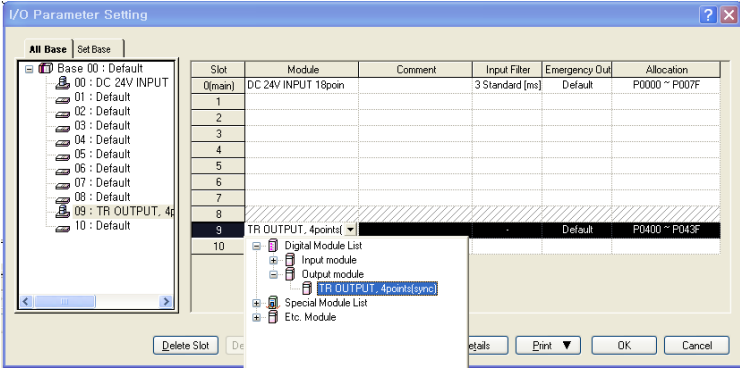 I/O Parameter Setting
All Base Set Base
Base 00 : Default
00 : DC 24V INPUT
01 : Default
02 : Default
03 : Default
04 : Default
05 : Default
06 : Default
07 : Default
08 : Default
09 : TR OUTPUT, 4p
10 : Default
Slot Module Comment Input Filter Emergency Out Allocation
0(main) DC 24V INPUT 18poin 3 Standard [ms] Default P0000 ~ P007F
1
2
3
4
5
6
7
8
9 TR OUTPUT, 4points( - Default P0400 ~ P043F
10
Digital Module List
Input module
Output module
TR OUTPUT, 4points(sync)
Special Module List
Etc. Module
Delete Slot De etails Print ▼ OK Cancel